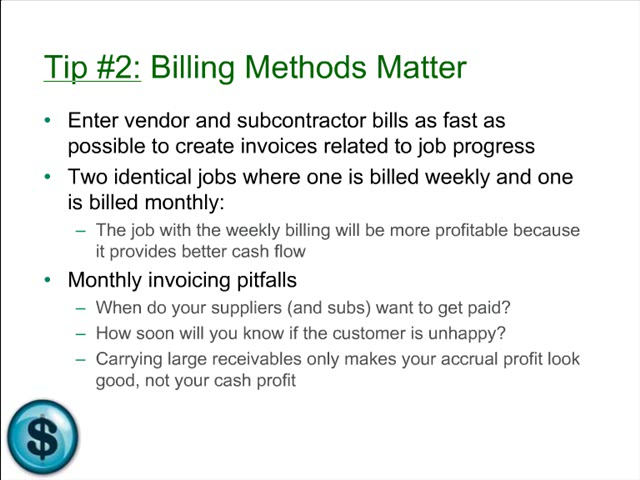 Tip #2: Billing Methods Matter
• Enter vendor and subcontractor bills as fast as
possible to create invoices related to job progress
• Two identical jobs where one is billed weekly and one
is billed monthly:
– The job with the weekly billing will be more profitable because
it provides better cash flow
• Monthly invoicing pitfalls
– When do your suppliers (and subs) want to get paid?
– How soon will you know if the customer is unhappy?
– Carrying large receivables only makes your accrual profit look
good, not your cash profit
$